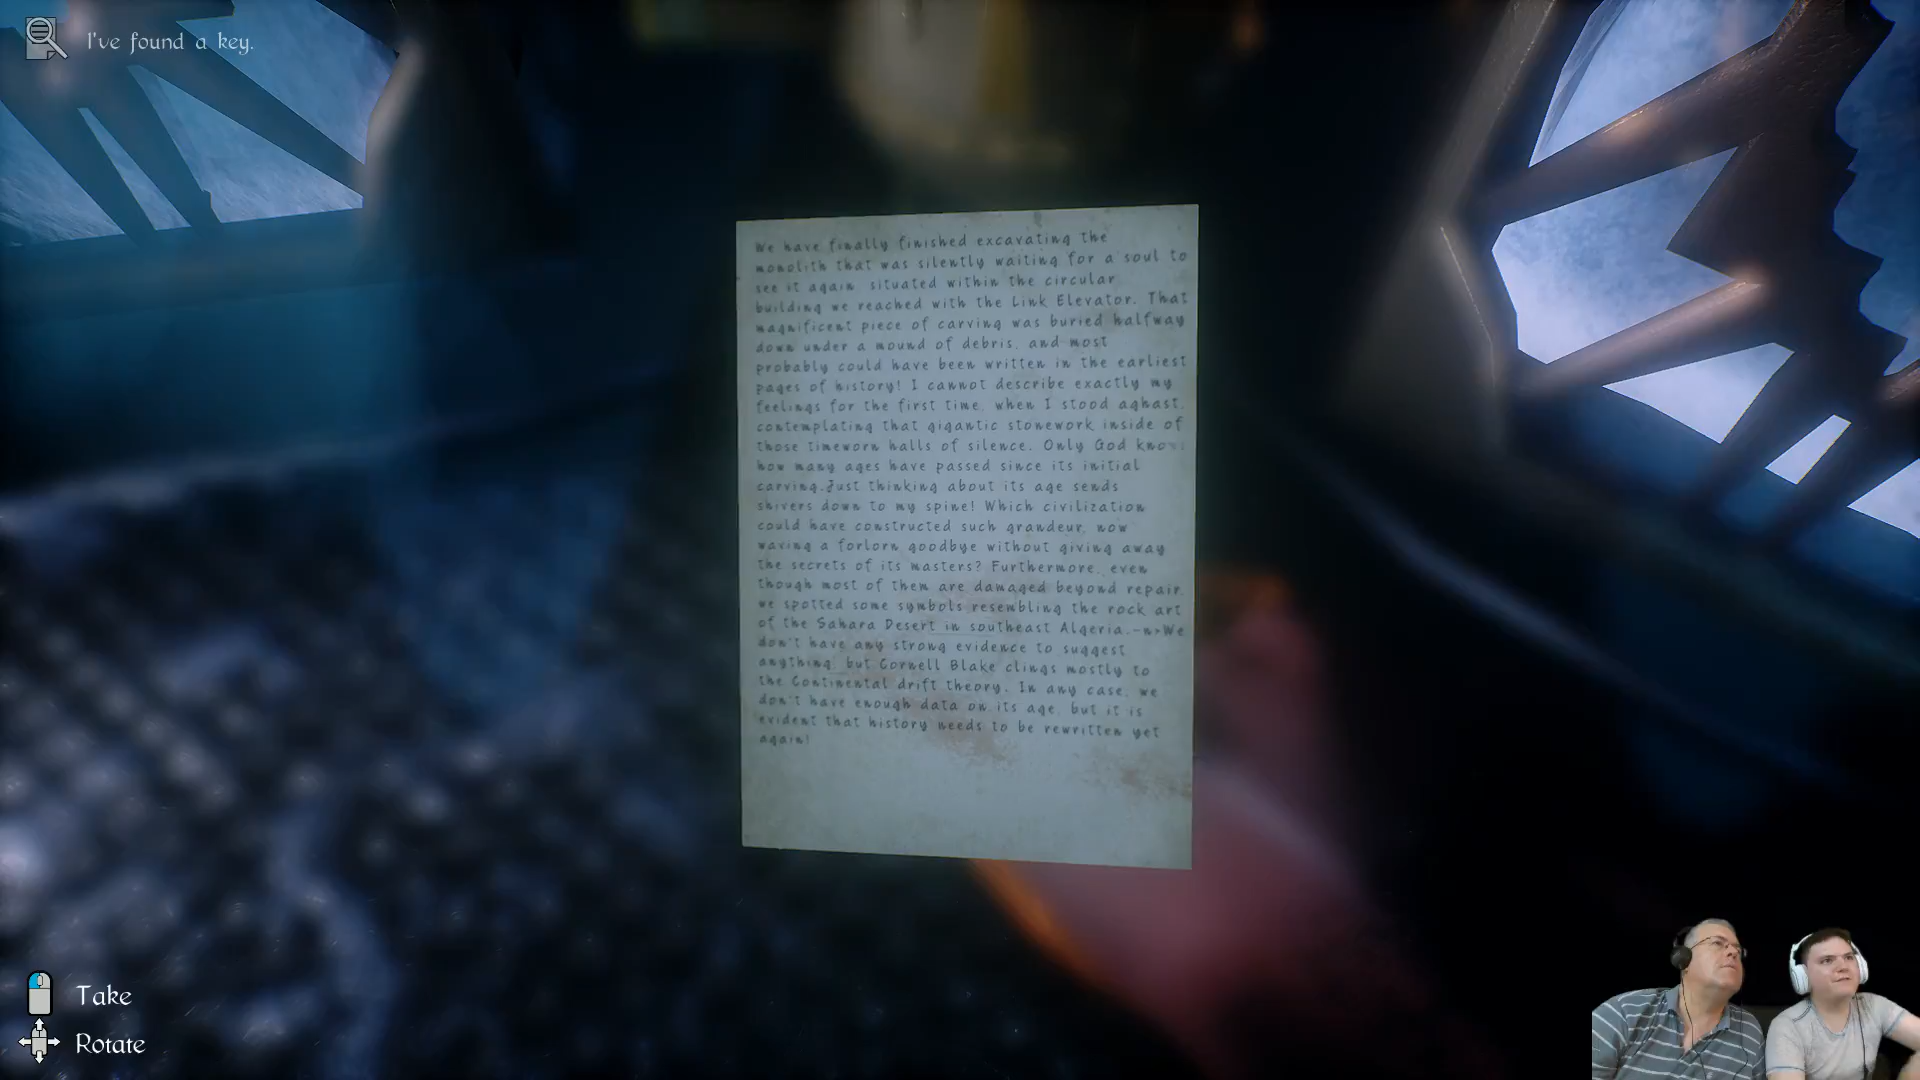 I've found a key.
We have finally finished excavating the
monolith that was silently waiting for a soul to
see it again situated within the circular
building we reached with the Link Elevator. That
magnificent piece of carving was buried halfway
down under a mound of debris, and most
probably could have been written in the earliest
pages of history! I cannot describe exactly my
feelings for the first time, when I stood aghast,
contemplating that gigantic stonework inside of
those timeworn halls of silence. Only God knows
how many ages have passed since its initial
carving.Just thinking about its age sends
shivers down to my spine! Which civilization
could have constructed such grandeur, now
waving a forlorn goodbye without giving away
the secrets of its masters? Furthermore, even
though most of them are damaged beyond repair,
we spotted some symbols resembling the rock art
of the Sahara Desert in southeast Algeria.-n>We
don't have any strong evidence to suggest
anything, but Cornell Blake clings mostly to
the Continental drift theory. In any case, we
don't have enough data on its age, but it is
evident that history needs to be rewritten yet
again!
Take
Rotate